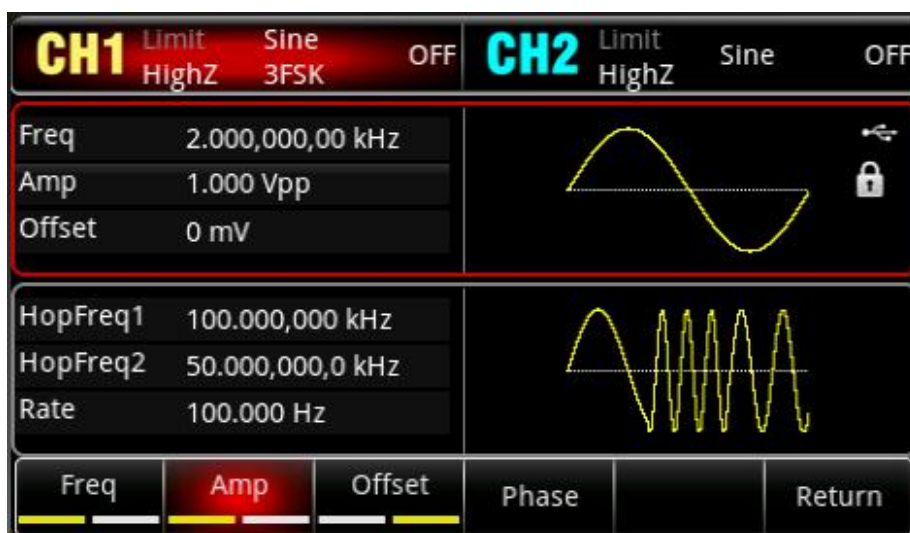 CH1 Limit Sine OFF CH2 Limit Sine OFF
HighZ 3FSK HighZ
Freq 2.000,000,00 kHz
Amp 1.000 Vpp
Offset 0 mV
HopFreq1 100.000,000 kHz
HopFreq2 50.000,000,0 kHz
Rate 100.000 Hz
Freq Amp Offset Phase Return